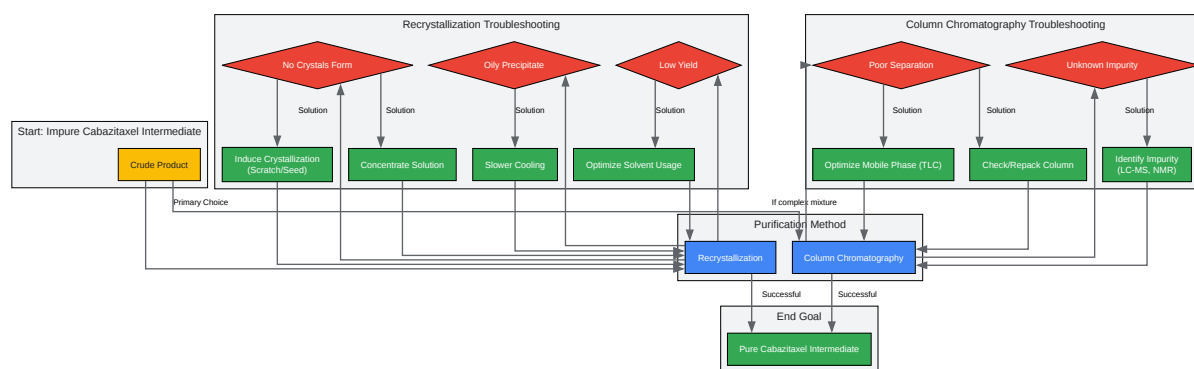 Recrystallization Troubleshooting
Column Chromatography Troubleshooting
No Crystals Form
Oily Precipitate
Low Yield
Poor Separation
Unknown Impurity
Solution
Solution
Solution
Solution
Solution
Solution
Solution
Start: Impure Cabazitaxel Intermediate
Crude Product
Induce Crystallization
(Scratch/Seed)
Concentrate Solution
Slower Cooling
Optimize Solvent Usage
Optimize Mobile Phase (TLC)
Check/Repack Column
Identify Impurity
(LC-MS, NMR)
Primary Choice
If complex mixture
Purification Method
Recrystallization
Column Chromatography
Successful
Successful
End Goal
Pure Cabazitaxel Intermediate